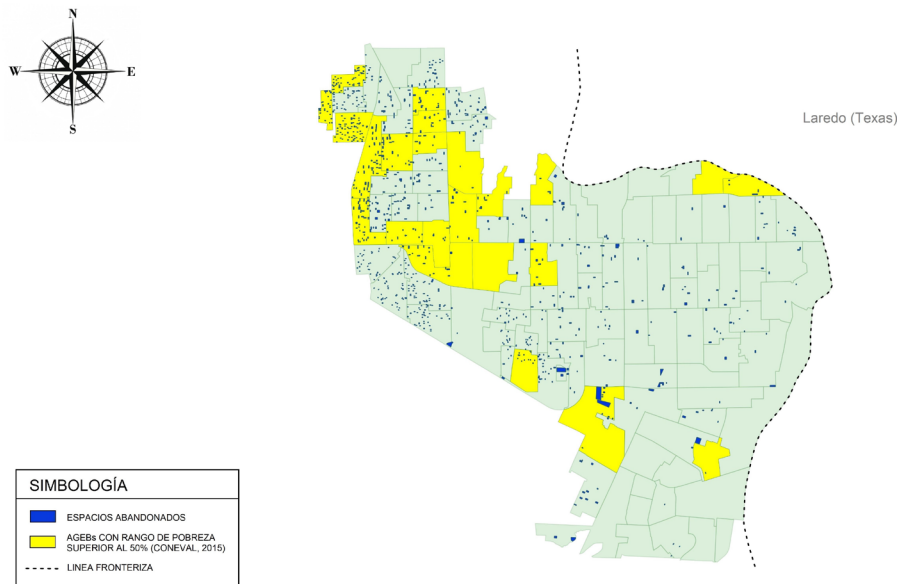 N
W E
S
Laredo (Texas)
SIMBOLOGÍA
ESPACIOS ABANDONADOS
AGEBs CON RANGO DE POBREZA
SUPERIOR AL 50% (CONEVAL, 2015)
LINEA FRONTERIZA